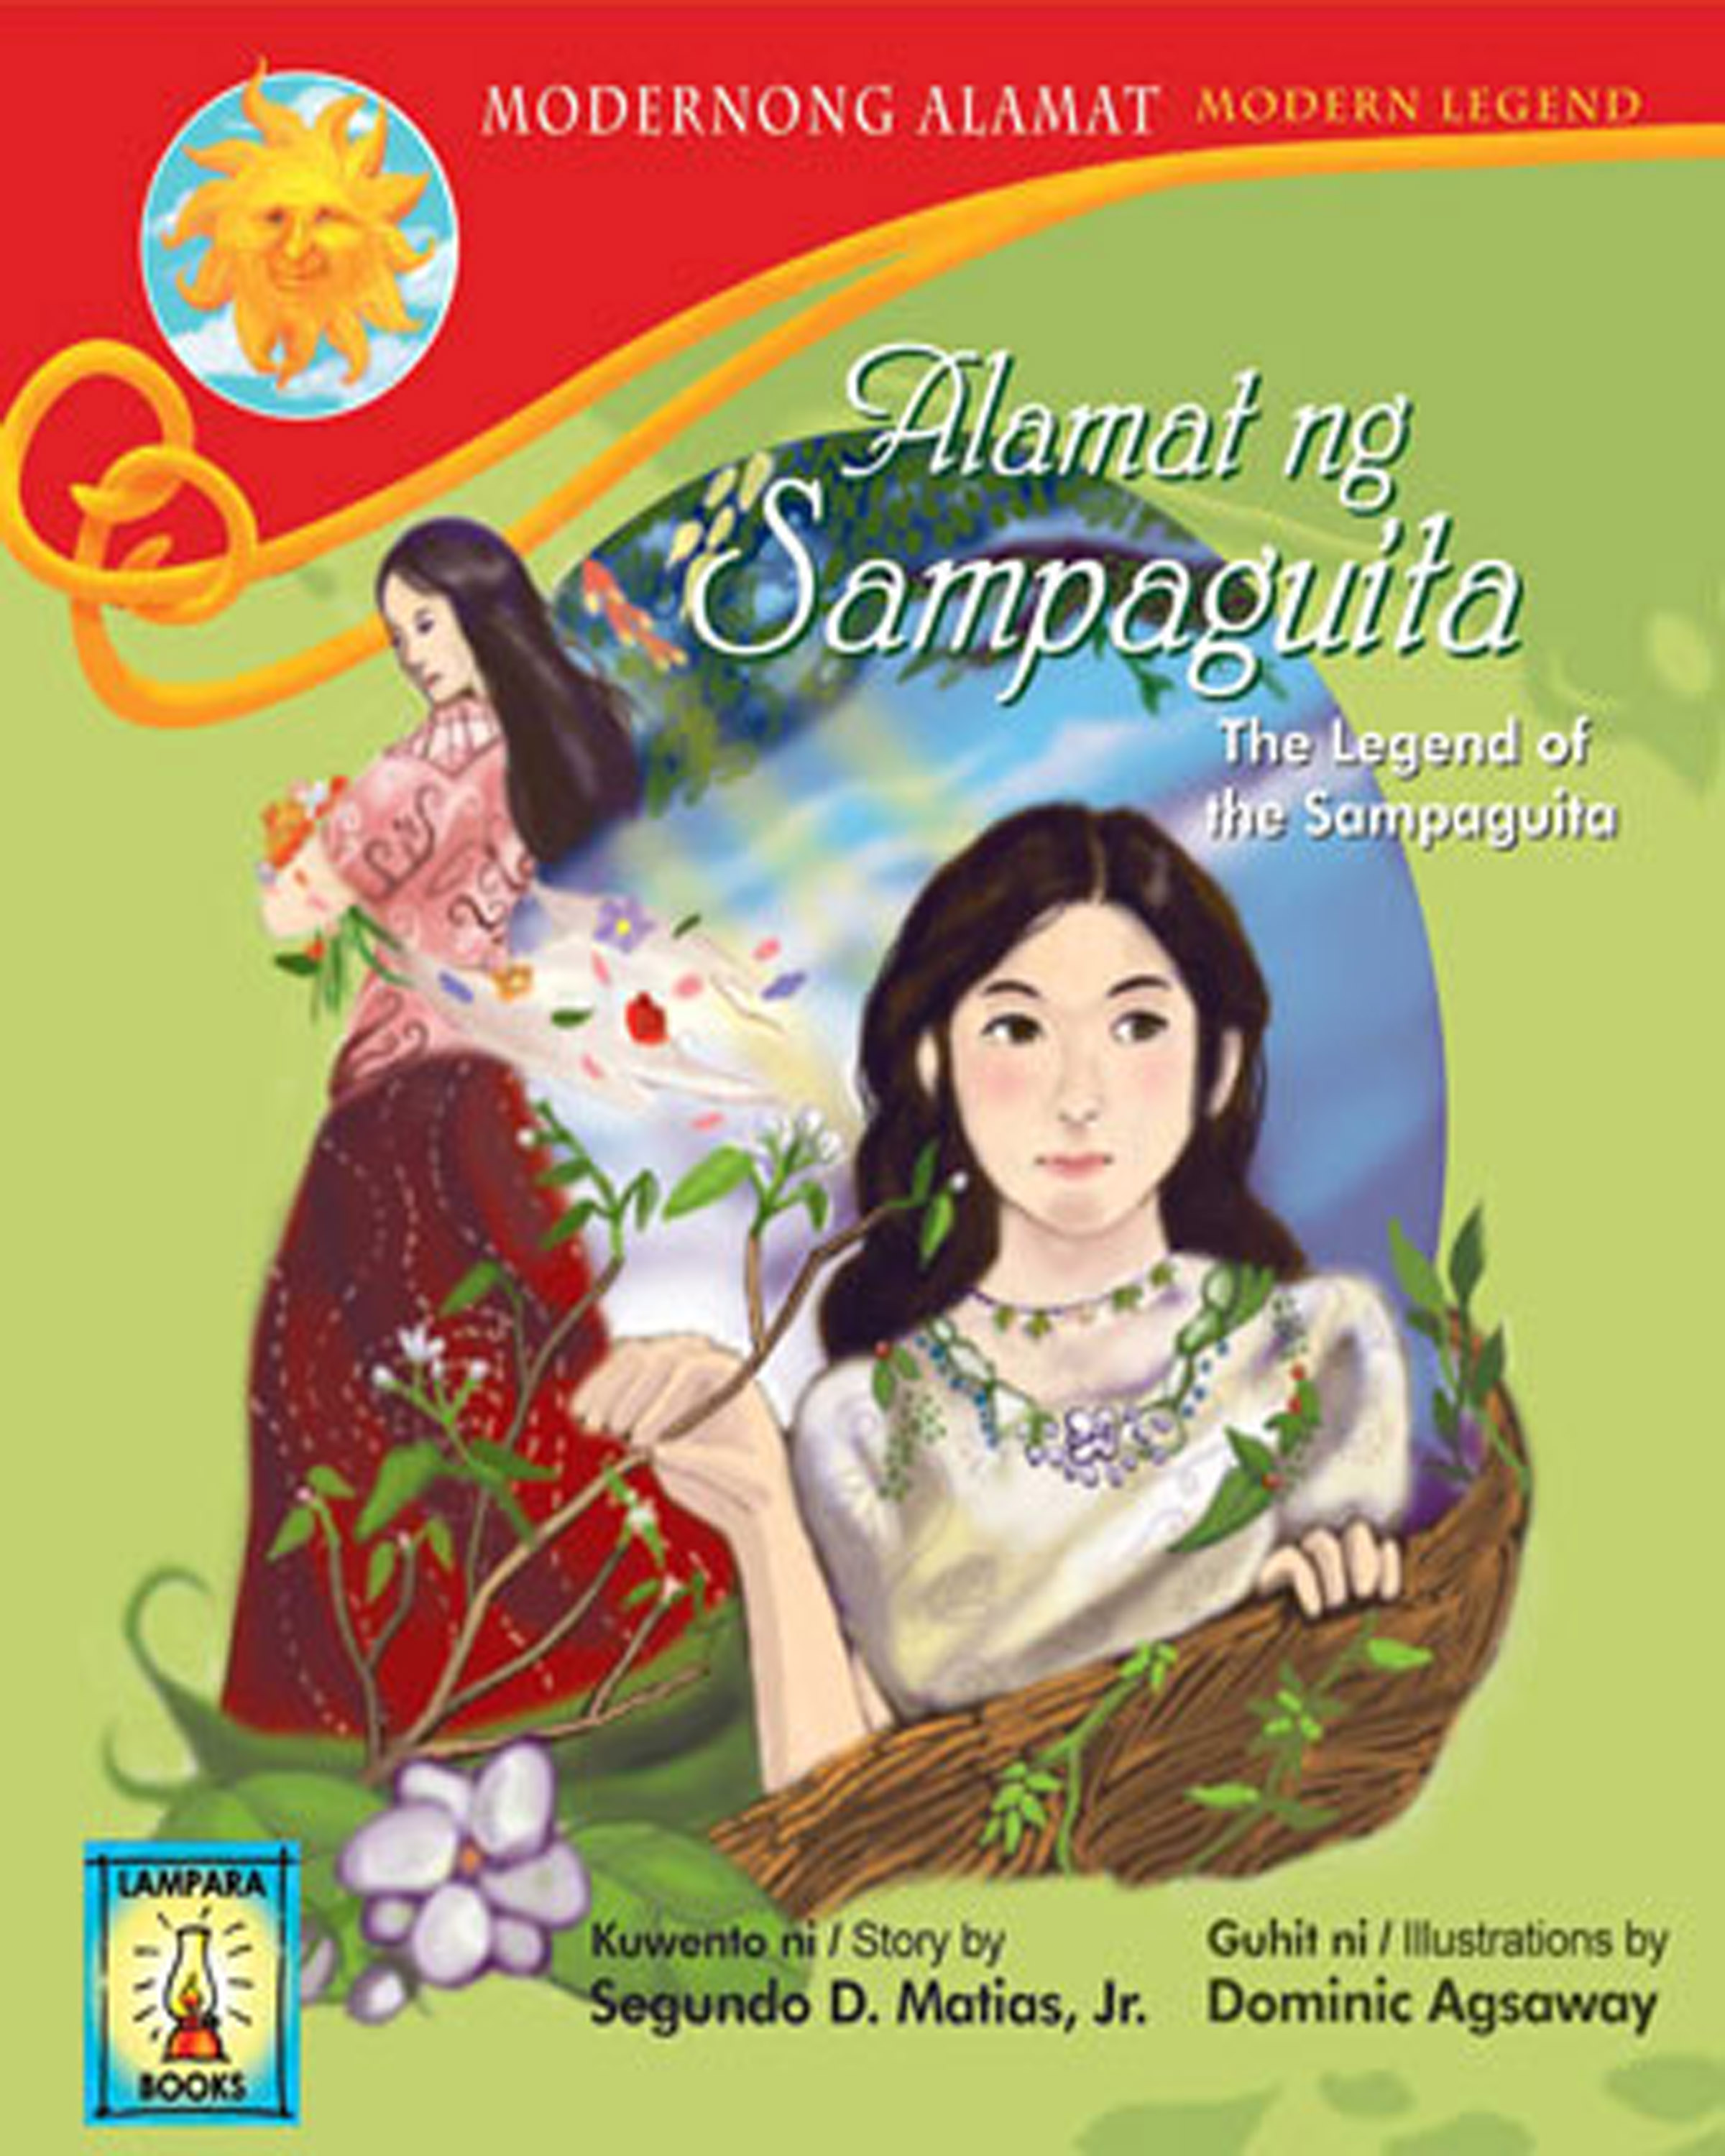 MODERNONG ALAMAT MODERN LEGEND
Alamat ng
Sampaguita
The Legend of
the Sampaguita
LAMPARA
BOOKS
Kuwento ni / Story by
Segundo D. Matias, Jr.
Guhit ni / Illustrations by
Dominic Agsaway